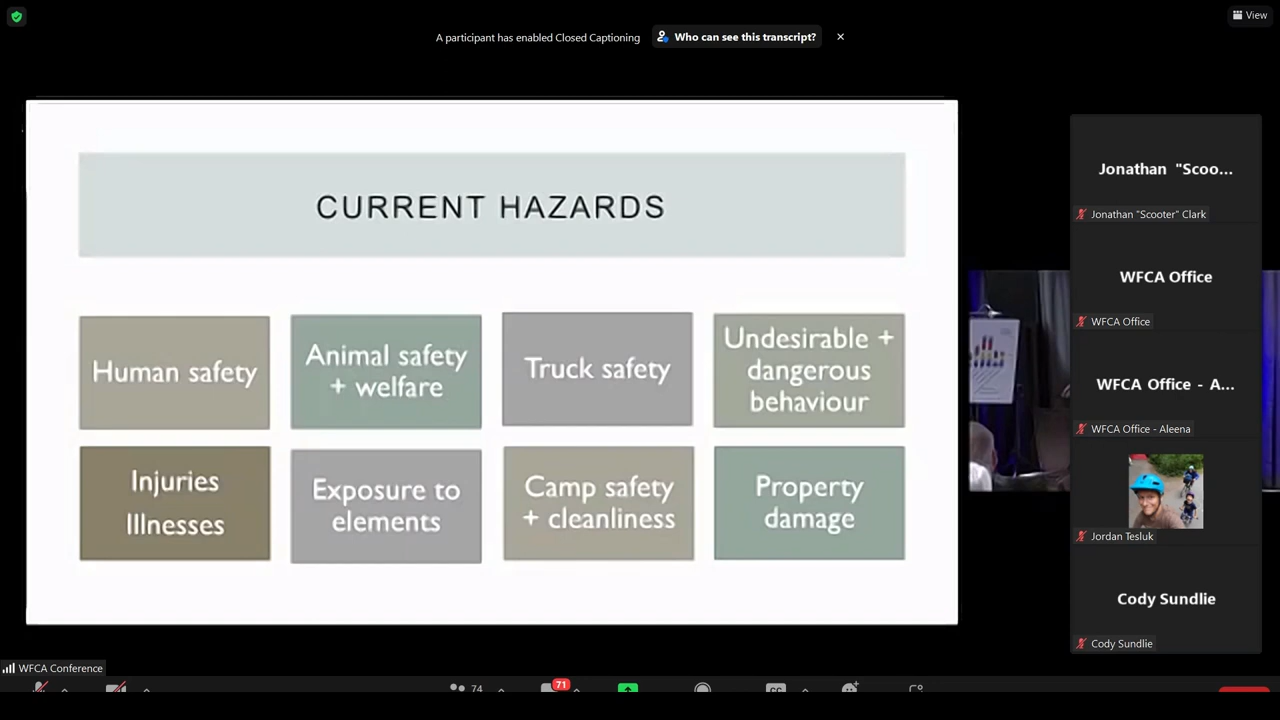 View
A participant has enabled Closed Captioning
Who can see this transcript?
CURRENT HAZARDS
Human safety
Animal safety
+ welfare
Truck safety
Undesirable +
dangerous
behaviour
Injuries
Illnesses
Exposure to
elements
Camp safety
+ cleanliness
Property
damage
Jonathan "Scoo...
Jonathan "Scooter" Clark
WFCA Office
WFCA Office
WFCA Office - A...
WFCA Office - Aleena
Jordan Tesluk
Cody Sundlie
Cody Sundlie
WFCA Conference
74
71
CC